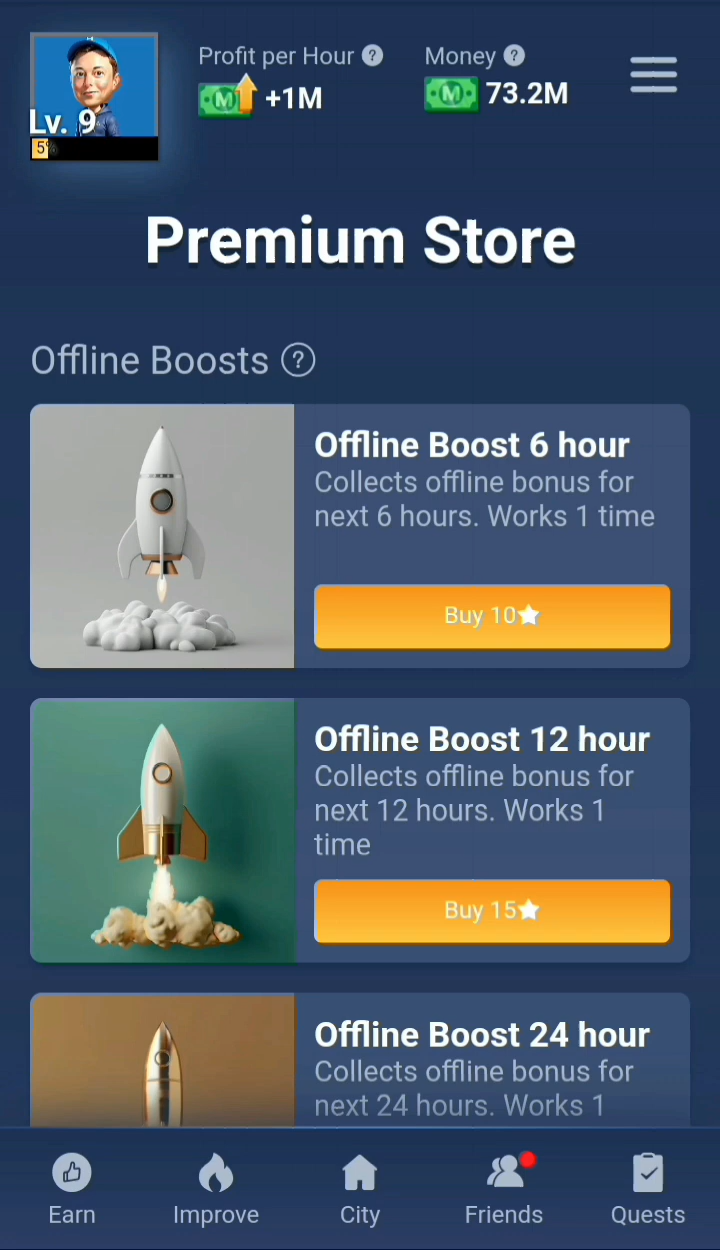 Profit per Hour ?
M +1M
Money ?
M 73.2M
Lv. 9
5%
Premium Store
Offline Boosts ?
Offline Boost 6 hour
Collects offline bonus for
next 6 hours. Works 1 time
Buy 10⭐
Offline Boost 12 hour
Collects offline bonus for
next 12 hours. Works 1
time
Buy 15⭐
Offline Boost 24 hour
Collects offline bonus for
next 24 hours. Works 1
Earn
Improve
City
Friends
Quests